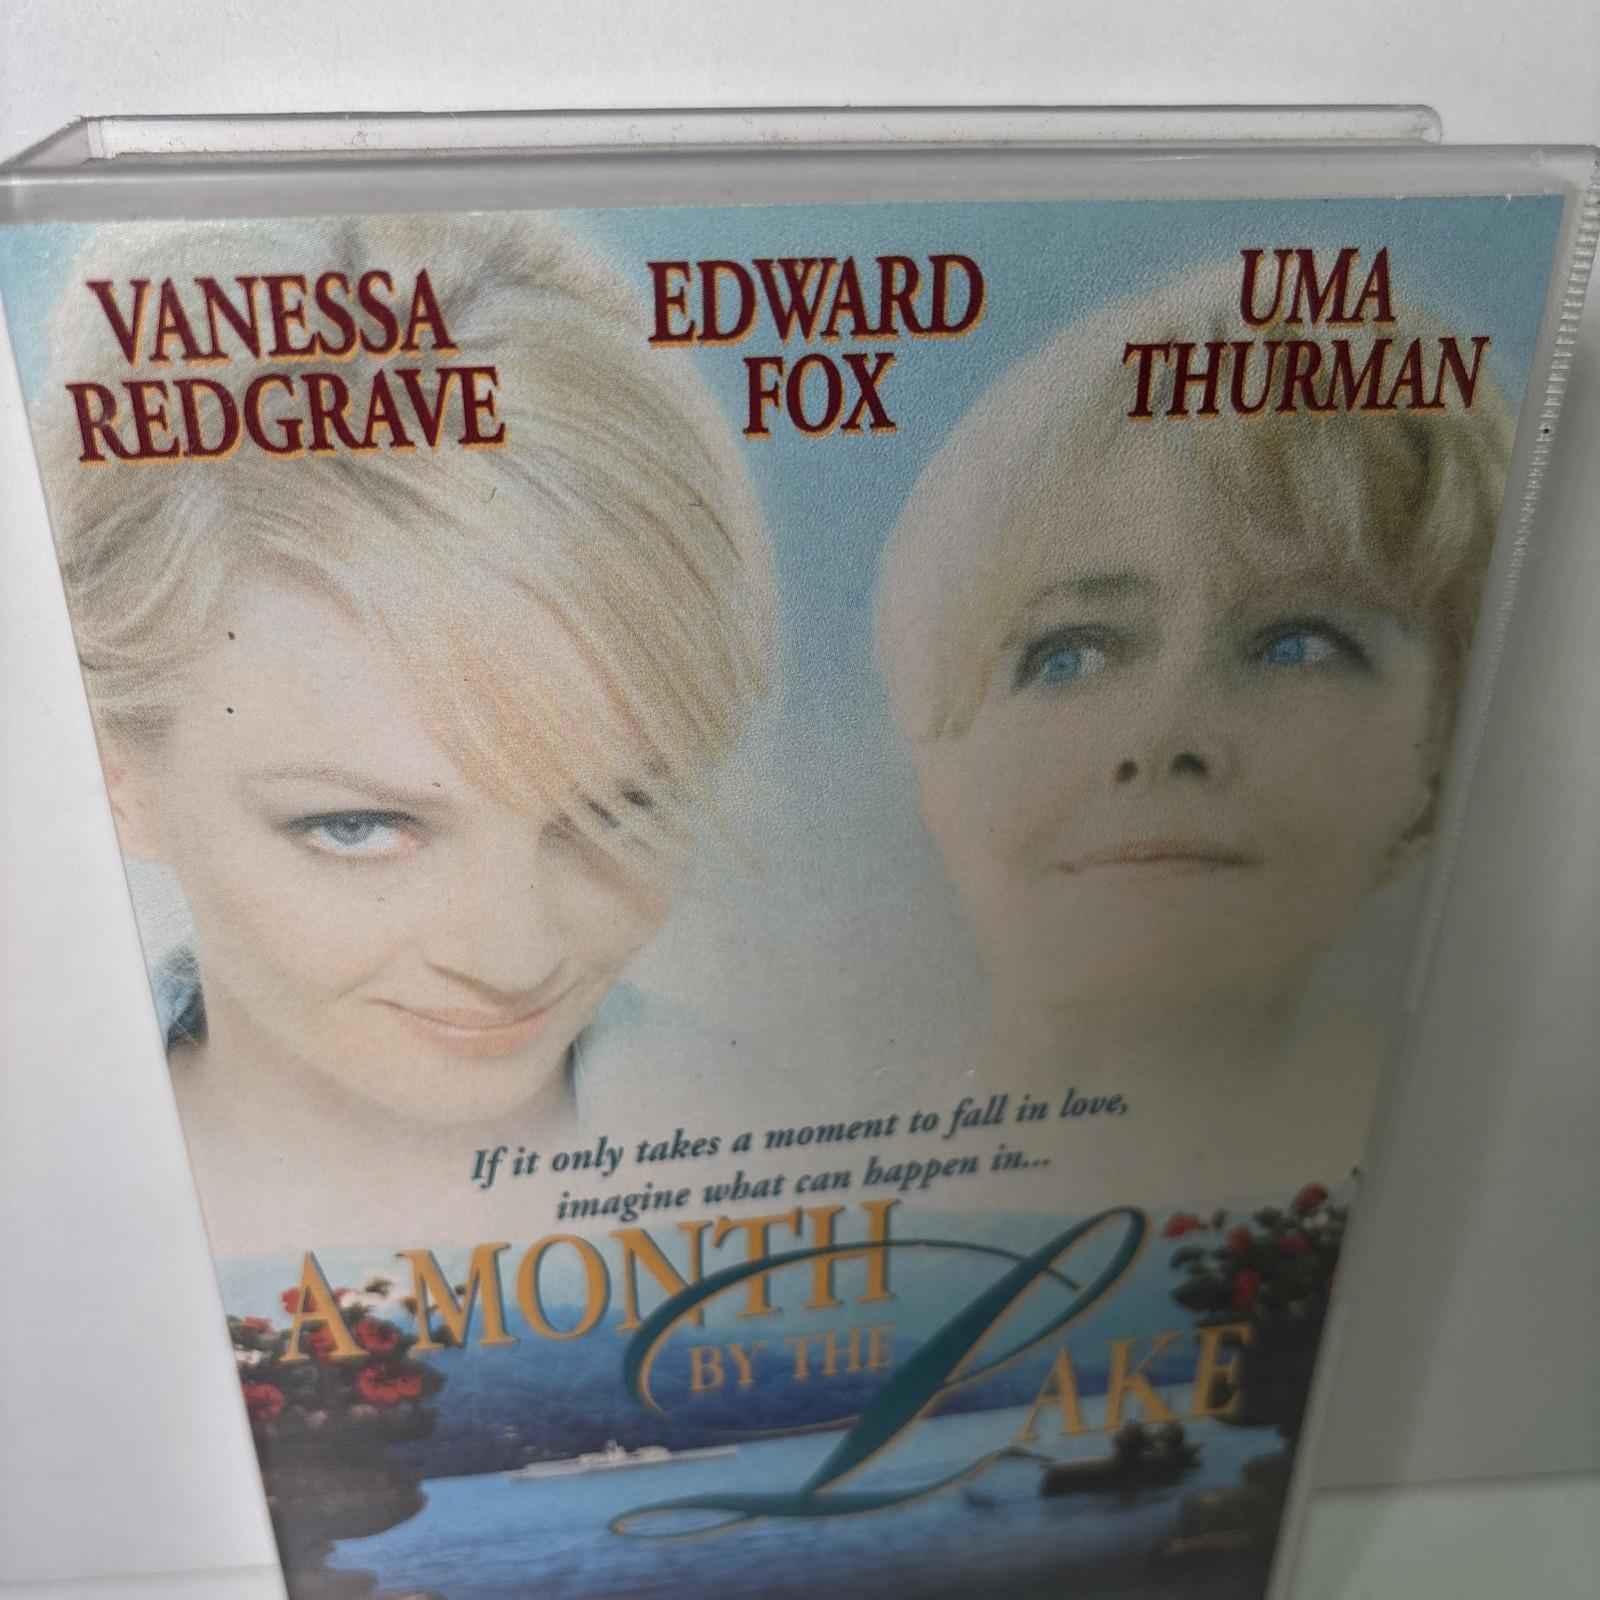 VANESSA
REDGRAVE
EDWARD
FOX
UMA
THURMAN
If it only takes a moment to fall in love,
imagine what can happen in...
A MONTH
BY THE
LAKE